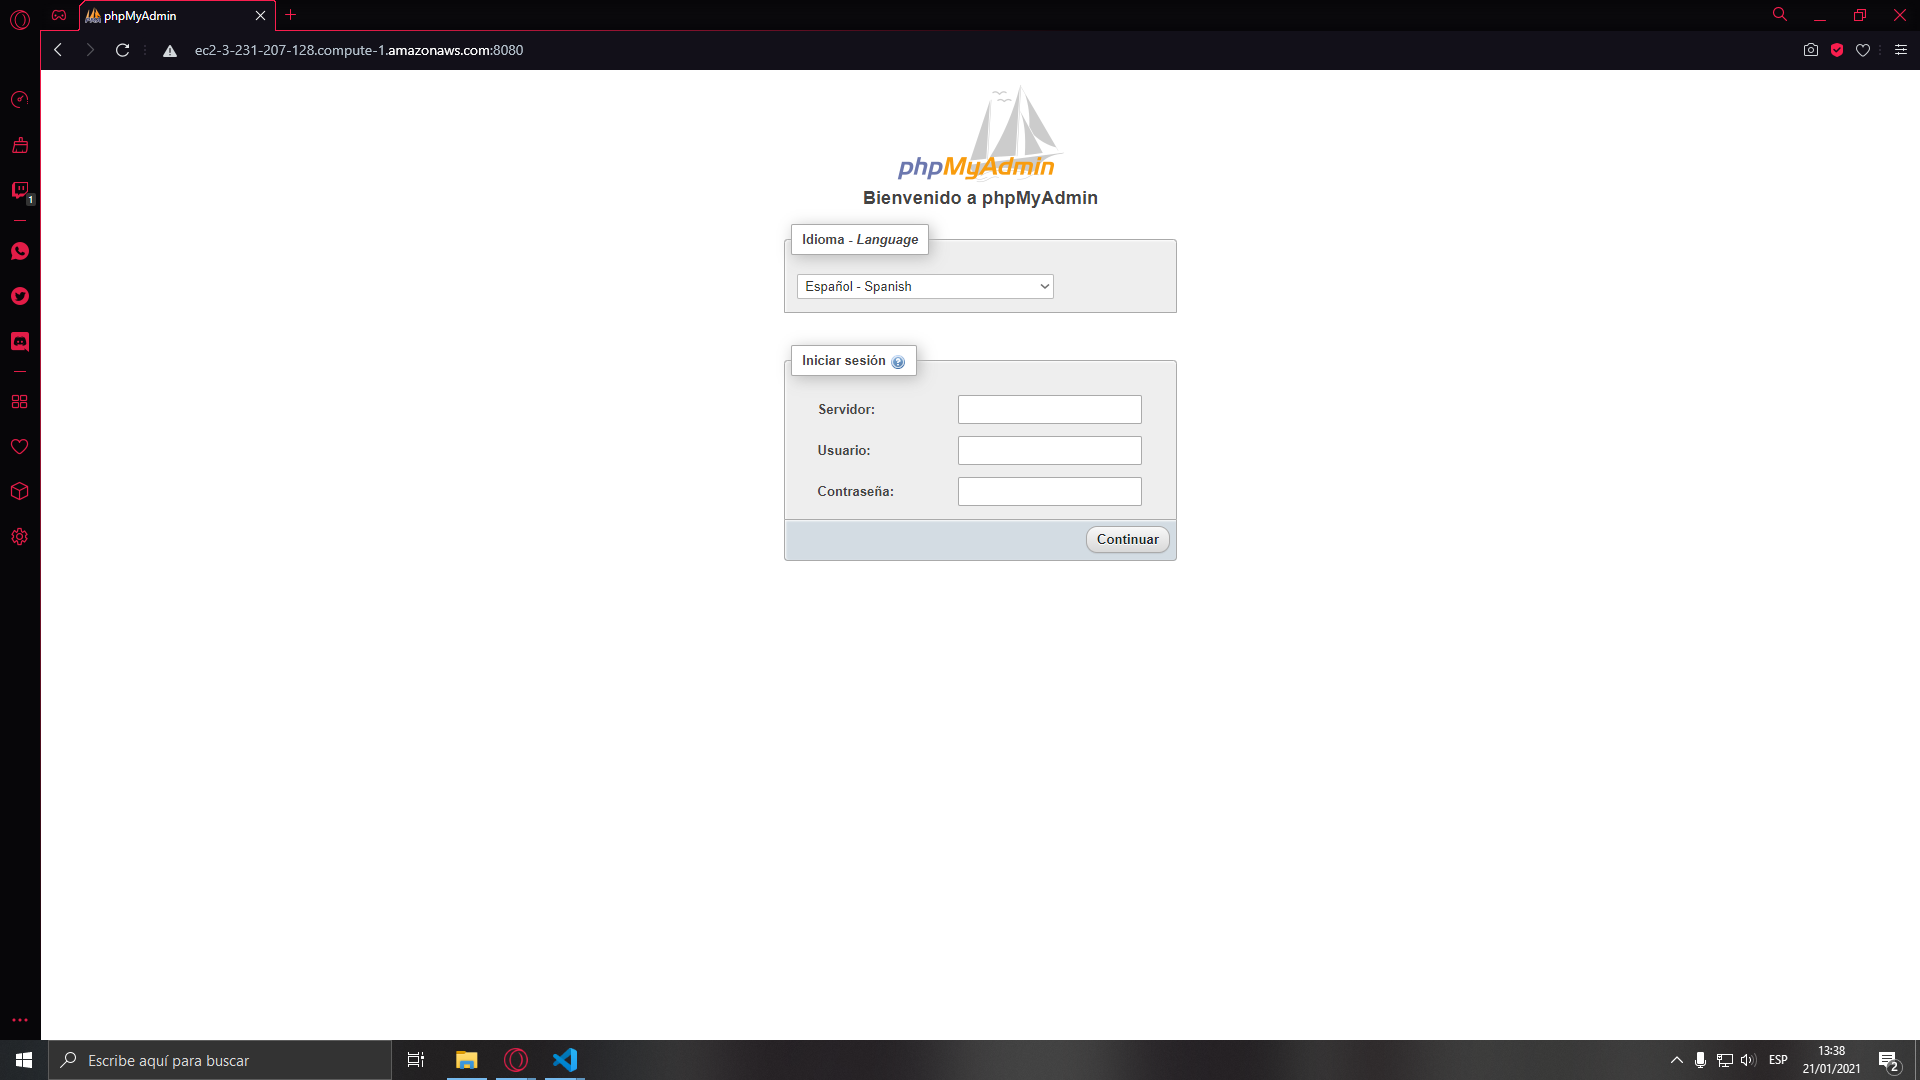 phpMyAdmin
ec2-3-231-207-128.compute-1.amazonaws.com:8080
1
phpMyAdmin
Bienvenido a phpMyAdmin
Idioma - Language
Español - Spanish
Iniciar sesión
Servidor:
Usuario:
Contraseña:
Continuar
Escribe aquí para buscar
ESP
13:38
21/01/2021
2